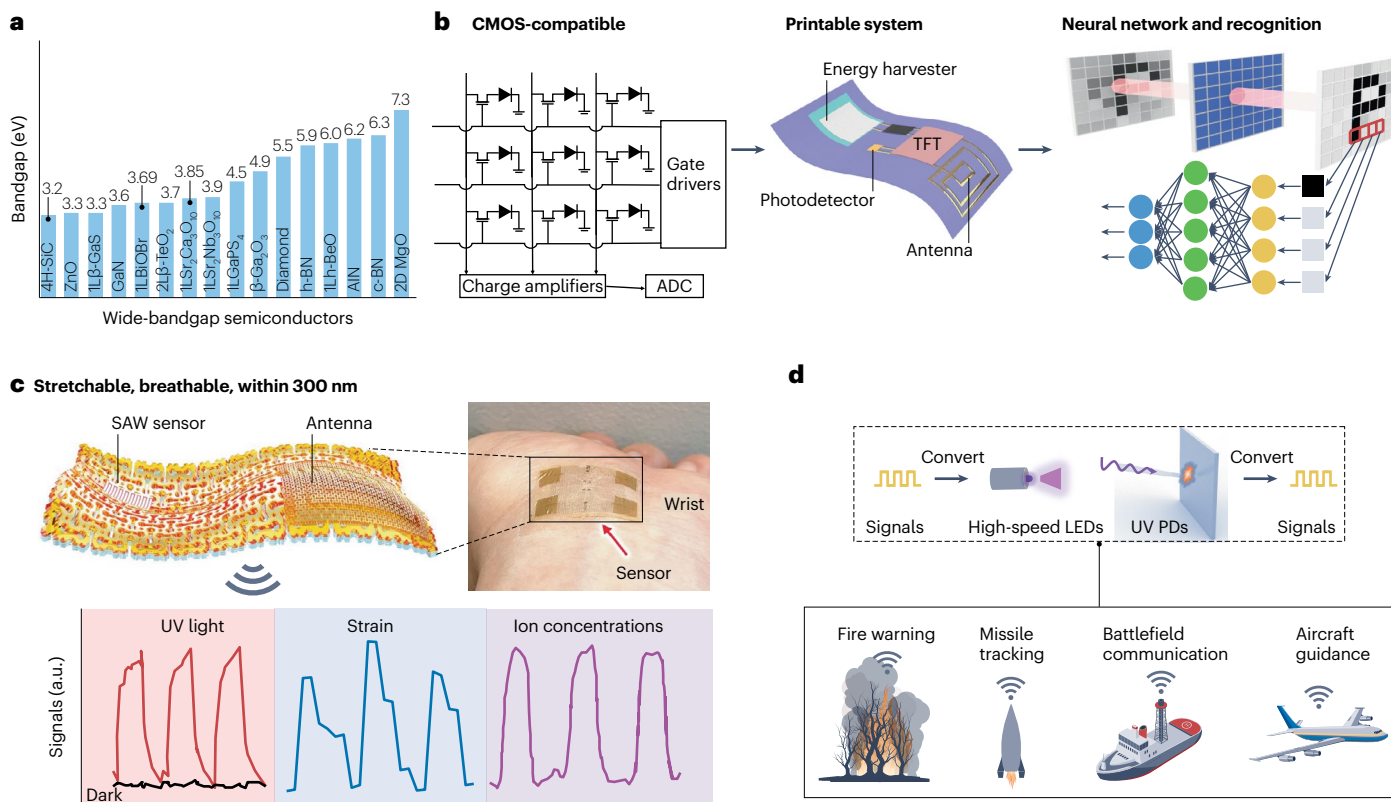 a
Bandgap (eV)
3.2
3.3
3.3
3.6
3.69
3.7
3.85
3.9
4.5
4.9
5.5
5.9
6.0
6.2
6.3
7.3
4H-SiC
ZnO
1Lβ-GaS
GaN
1LBiOBr
2Lβ-TeO₂
1LSr₂Ca₃O₁₀
1LSr₂Nb₃O₁₀
1LGaPS₄
β-Ga₂O₃
Diamond
h-BN
1Lh-BeO
AlN
c-BN
2D MgO
Wide-bandgap semiconductors
b
CMOS-compatible
Gate
drivers
Charge amplifiers
ADC
Printable system
Energy harvester
TFT
Photodetector
Antenna
Neural network and recognition
c Stretchable, breathable, within 300 nm
SAW sensor
Antenna
Wrist
Sensor
Signals (a.u.)
UV light
Dark
Strain
Ion concentrations
d
Convert
Convert
Signals
High-speed LEDs
UV PDs
Signals
Fire warning
Missile
tracking
Battlefield
communication
Aircraft
guidance